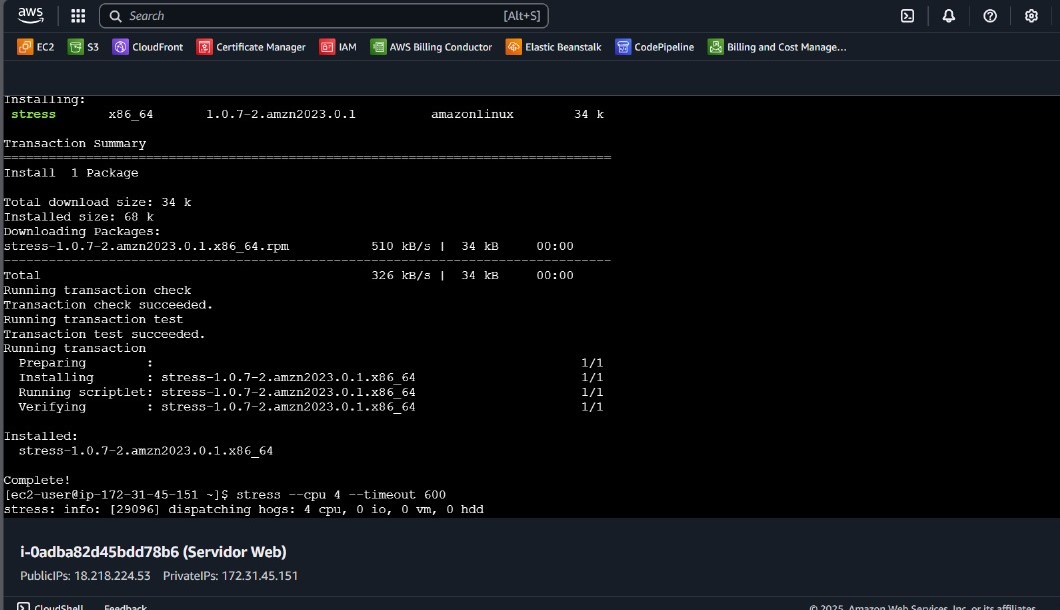 aws
Search [Alt+S]
EC2 S3 CloudFront Certificate Manager IAM AWS Billing Conductor Elastic Beanstalk CodePipeline Billing and Cost Manage...
Installing:
stress x86_64 1.0.7-2.amzn2023.0.1 amazonlinux 34 k
Transaction Summary
================================================================================
Install 1 Package
Total download size: 34 k
Installed size: 68 k
Downloading Packages:
stress-1.0.7-2.amzn2023.0.1.x86_64.rpm 510 kB/s | 34 kB 00:00
--------------------------------------------------------------------------------
Total 326 kB/s | 34 kB 00:00
Running transaction check
Transaction check succeeded.
Running transaction test
Transaction test succeeded.
Running transaction
Preparing : 1/1
Installing : stress-1.0.7-2.amzn2023.0.1.x86_64 1/1
Running scriptlet: stress-1.0.7-2.amzn2023.0.1.x86_64 1/1
Verifying : stress-1.0.7-2.amzn2023.0.1.x86_64 1/1
Installed:
stress-1.0.7-2.amzn2023.0.1.x86_64
Complete!
[ec2-user@ip-172-31-45-151 ~]$ stress --cpu 4 --timeout 600
stress: info: [29096] dispatching hogs: 4 cpu, 0 io, 0 vm, 0 hdd
i-0adba82d45bdd78b6 (Servidor Web)
PublicIPs: 18.218.224.53 PrivateIPs: 172.31.45.151
CloudShell Feedback © 2025, Amazon Web Services, Inc. or its affiliates.